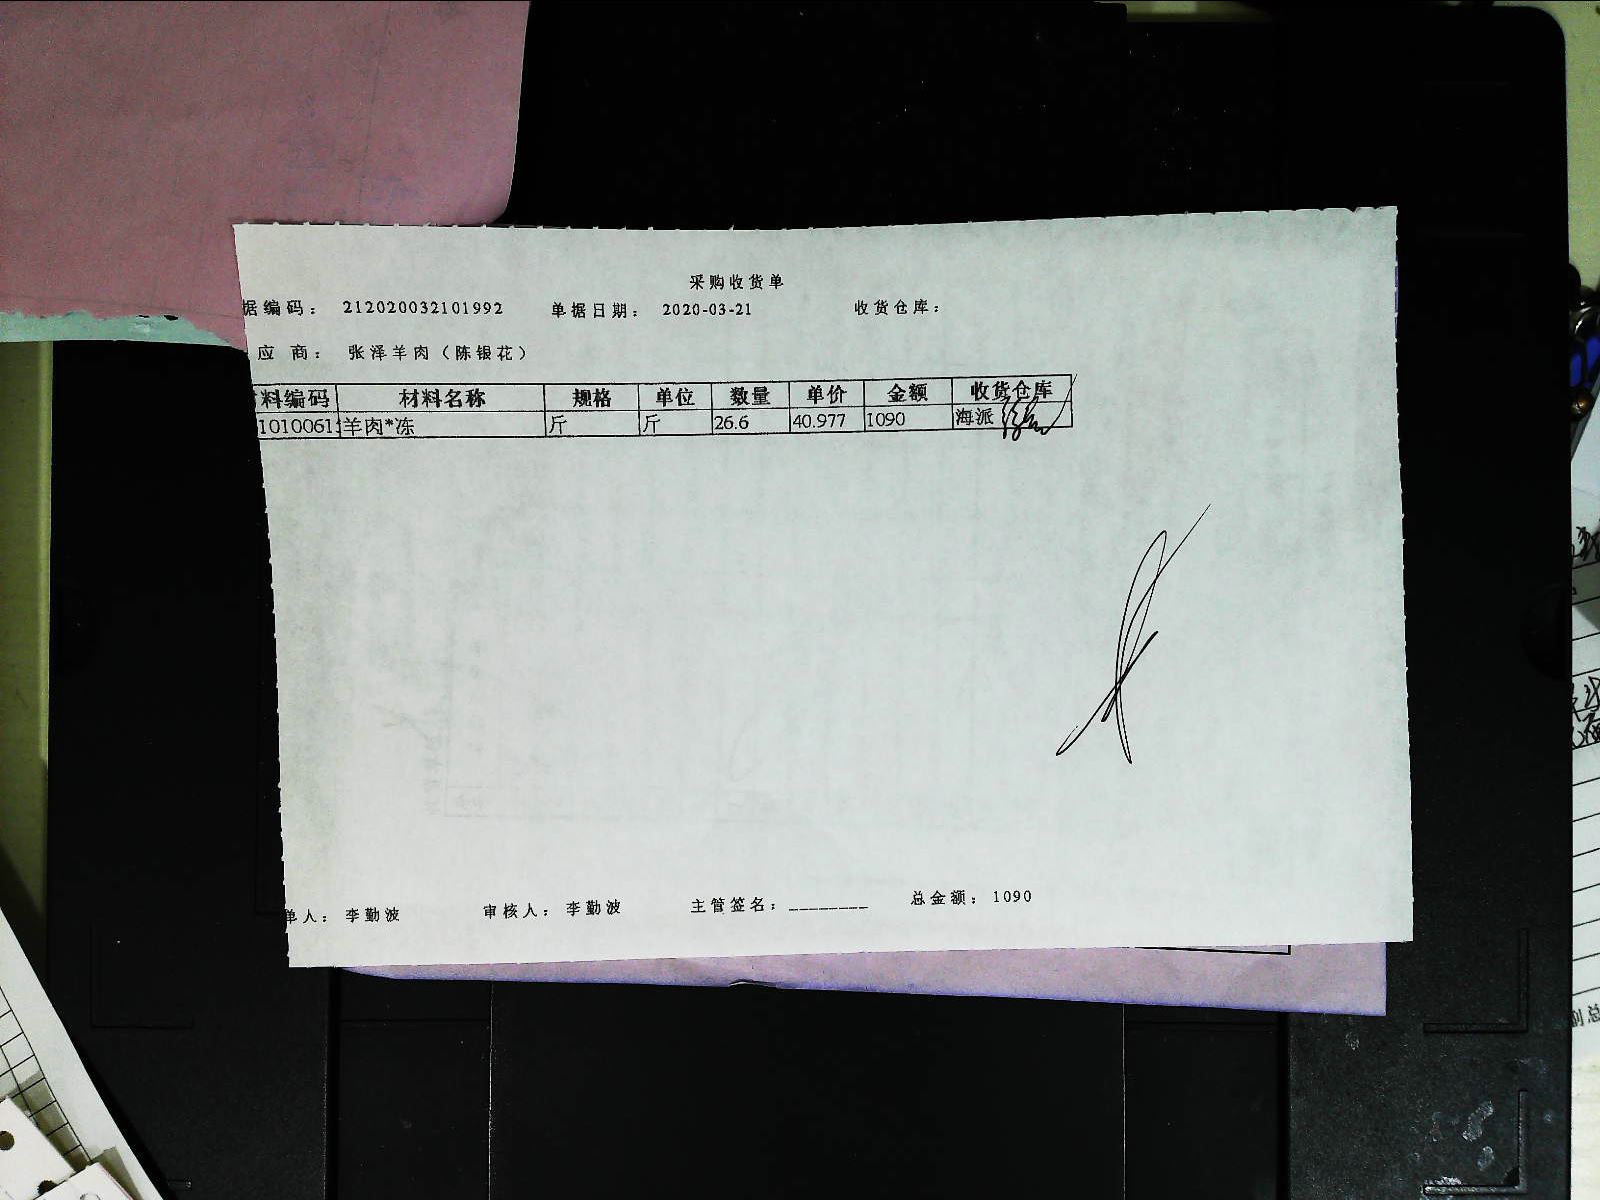 采购收货单
据编码： 212020032101992 单据日期： 2020-03-21 收货仓库：
应 商： 张泽羊肉（陈银花）
料编码 材料名称 规格 单位 数量 单价 金额 收货仓库
1010061 羊肉*冻 斤 斤 26.6 40.977 1090 海派
单人： 李勤波 审核人： 李勤波 主管签名：________ 总金额： 1090